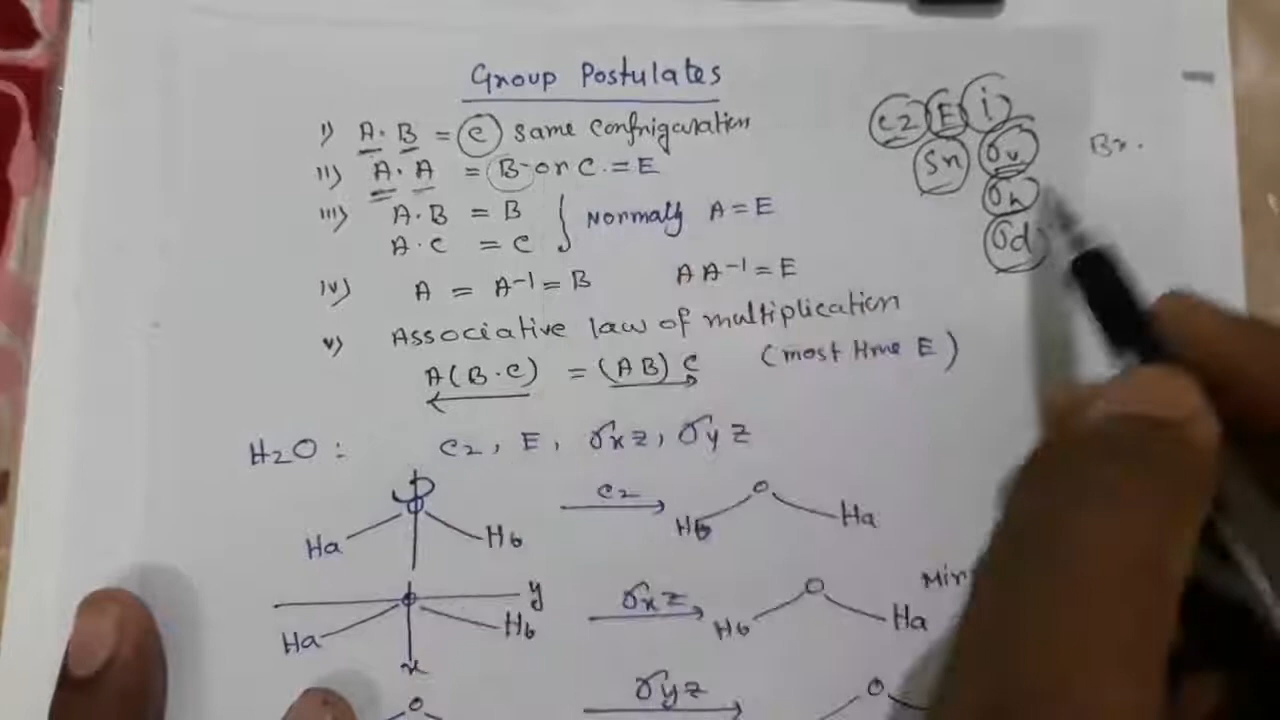 Group Postulates
I) A. B = C same configuration
II) A. A = B or C. = E
III) A.B = B
A.C = C
Normally A = E
IV) A = A-1 = B AA-1 = E
V) Associative law of multiplication
A(B.C) = (AB) C (most time E)
C2 E i
Sn σv
σh
σd
Br.
H2O : C2, E, σxz, σyz
Ha Hb C2 O Hb Ha
y
Ha Hb σxz O Hb Ha
x
O σyz O